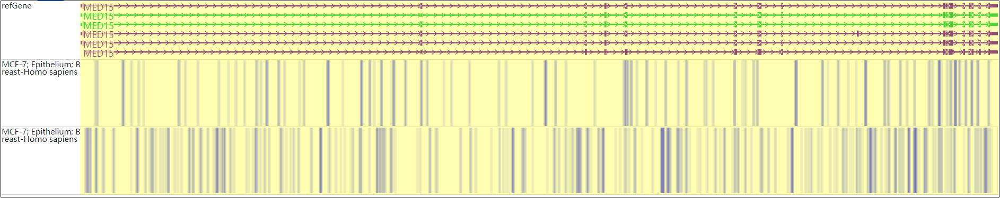 refGene
MED15
MED15
MED15
MED15
MED15
MED15
MCF-7; Epithelium; B
reast-Homo sapiens
MCF-7; Epithelium; B
reast-Homo sapiens